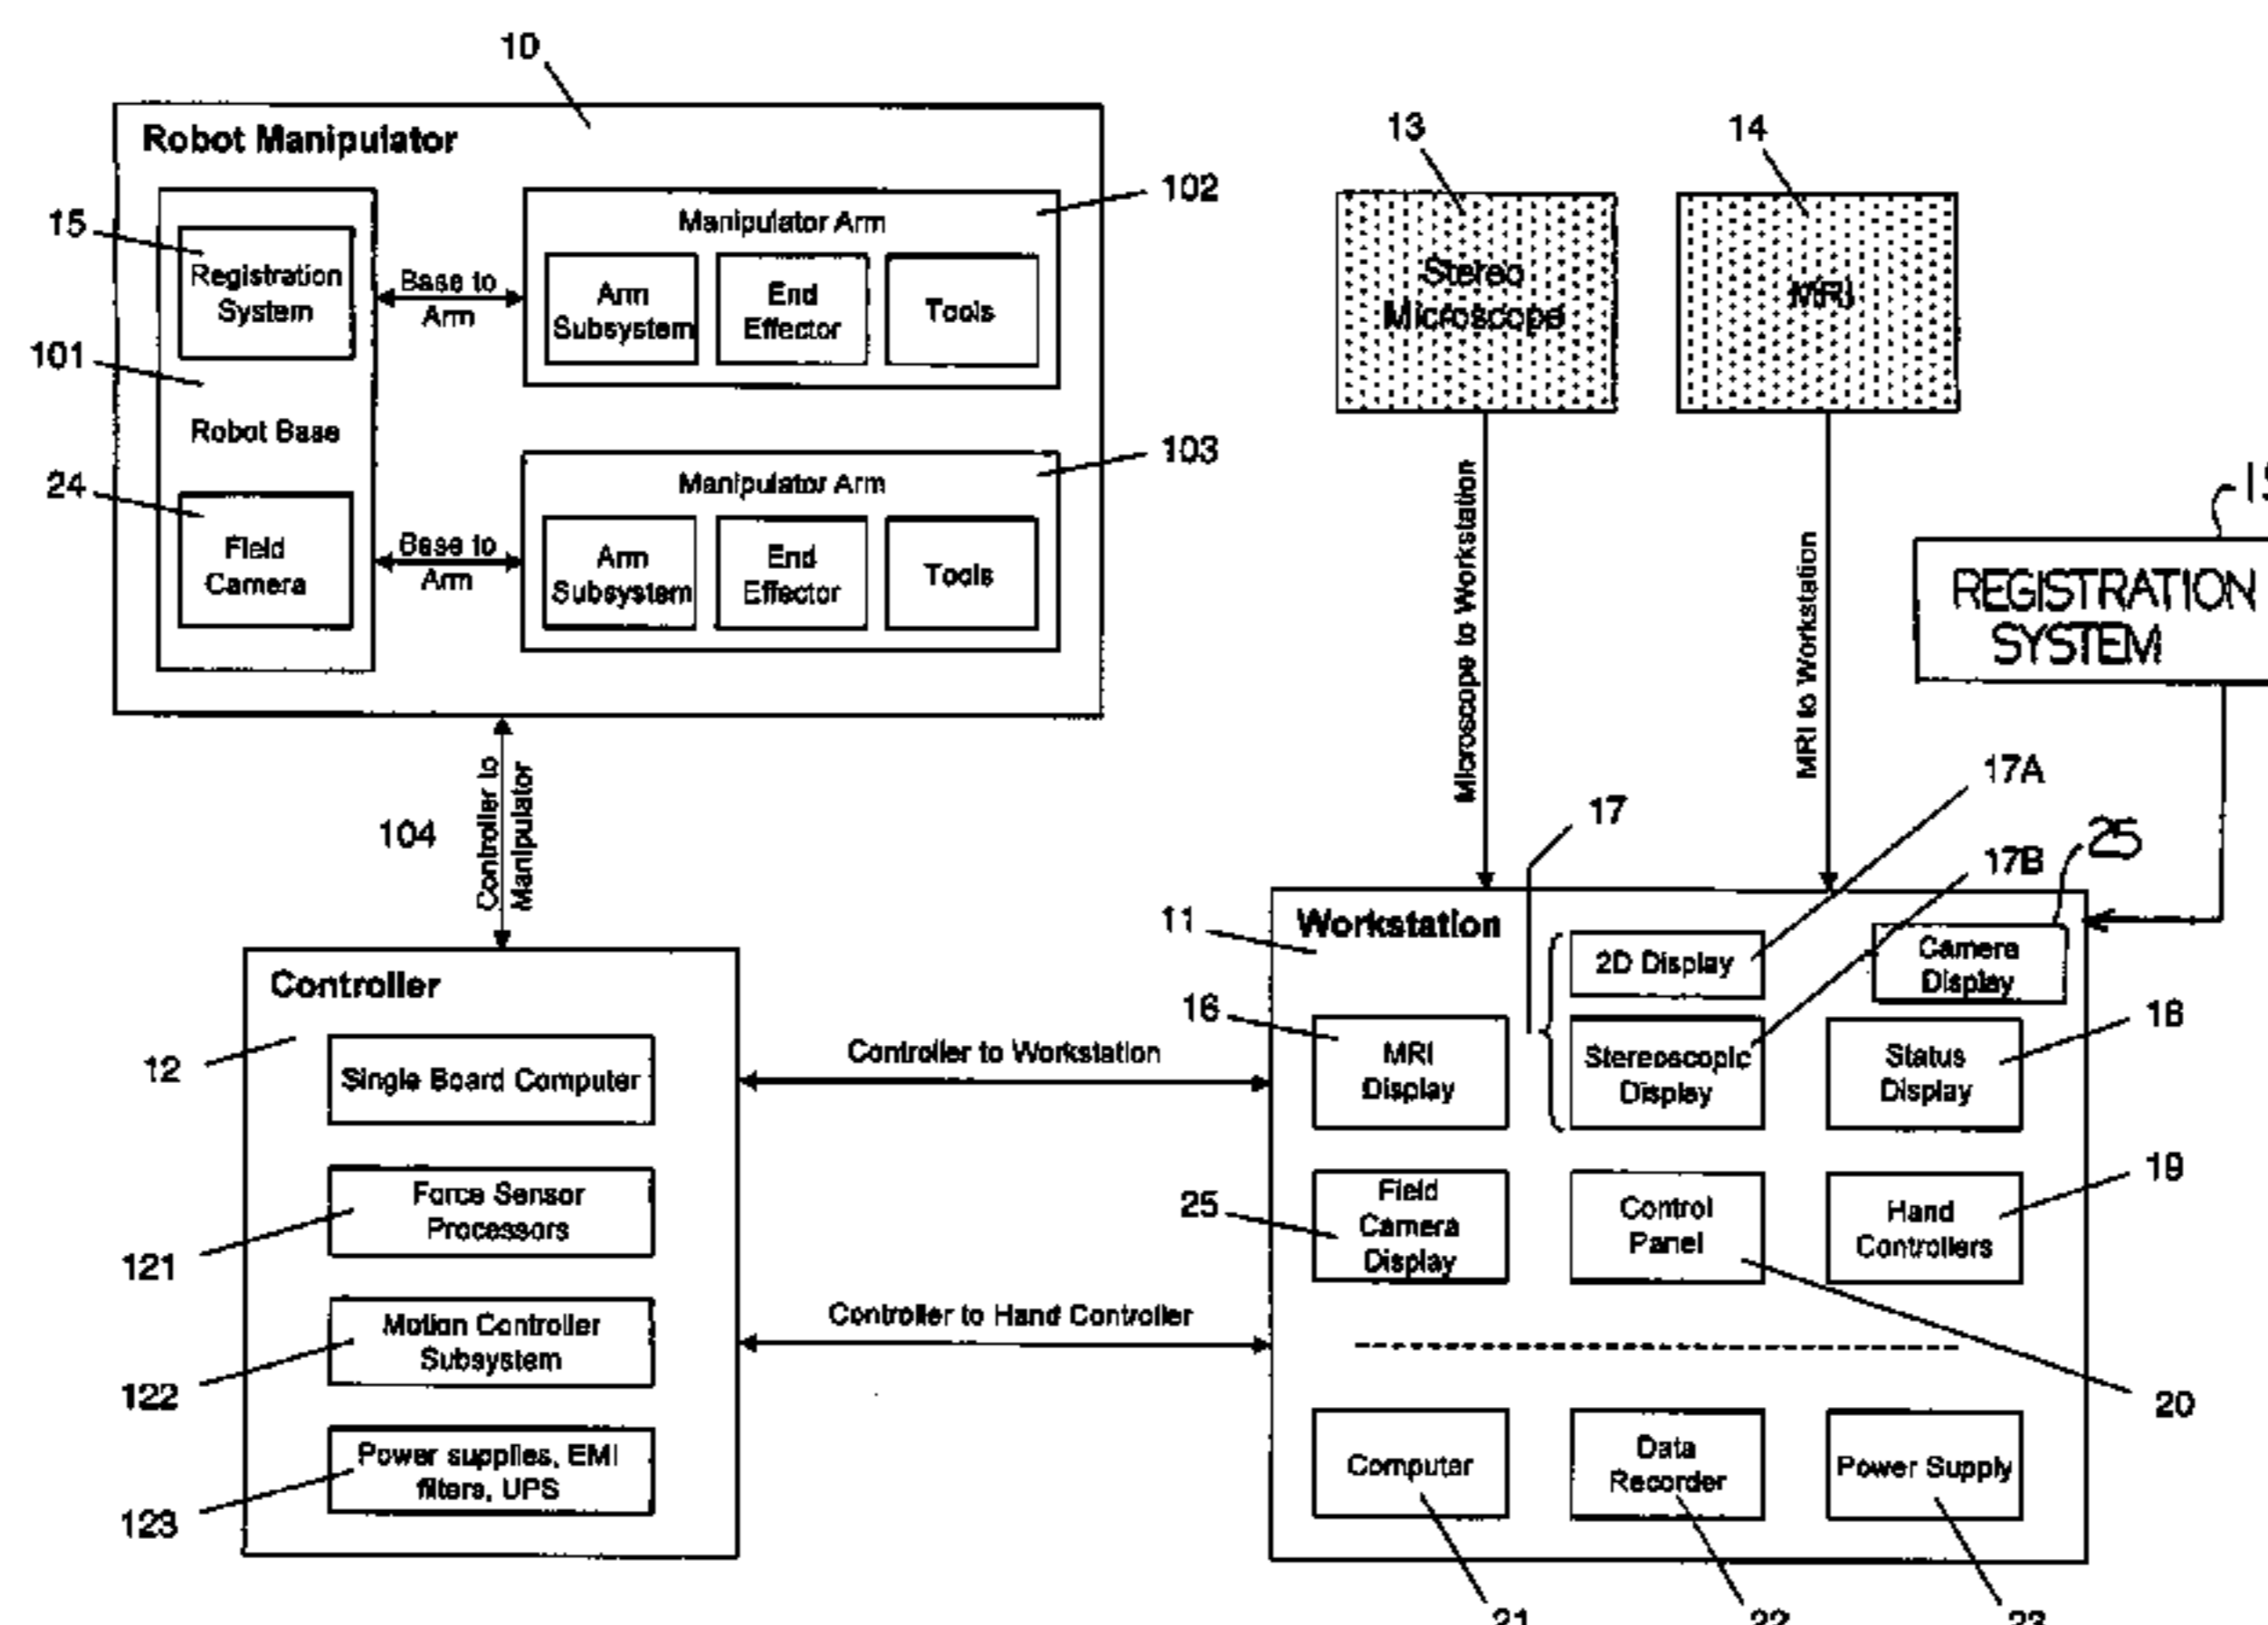 10
Robot Manipulator
15
Registration
System
101
Robot Base
24
Field
Camera
Base to
Arm
Base to
Arm
102
Manipulator Arm
Arm
Subsystem
End
Effector
Tools
103
Manipulator Arm
Arm
Subsystem
End
Effector
Tools
13
Stereo
Microscope
14
MRI
Microscope to Workstation
MRI to Workstation
REGISTRATION
SYSTEM
104
Controller to
Manipulator
Controller
12
Single Board Computer
121
Force Sensor
Processors
122
Motion Controller
Subsystem
123
Power supplies, EMI
filters, UPS
Controller to Workstation
Controller to Hand Controller
11
Workstation
17
17A
2D Display
17B
Stereoscopic
Display
25
Camera
Display
16
MRI
Display
18
Status
Display
25
Field
Camera
Display
Control
Panel
20
19
Hand
Controllers
Computer
21
Data
Recorder
22
Power Supply
23